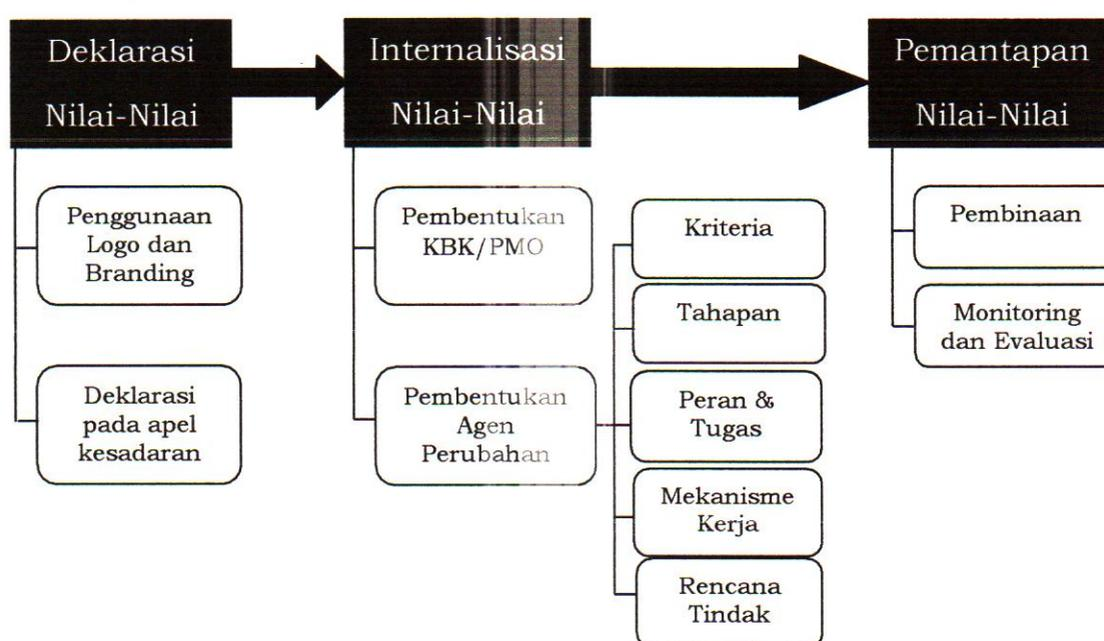 Deklarasi
Nilai-Nilai
Internalisasi
Nilai-Nilai
Pemantapan
Nilai-Nilai
Penggunaan
Logo dan
Branding
Deklarasi
pada apel
kesadaran
Pembentukan
KBK/PMO
Pembentukan
Agen
Perubahan
Kriteria
Tahapan
Peran &
Tugas
Mekanisme
Kerja
Rencana
Tindak
Pembinaan
Monitoring
dan Evaluasi